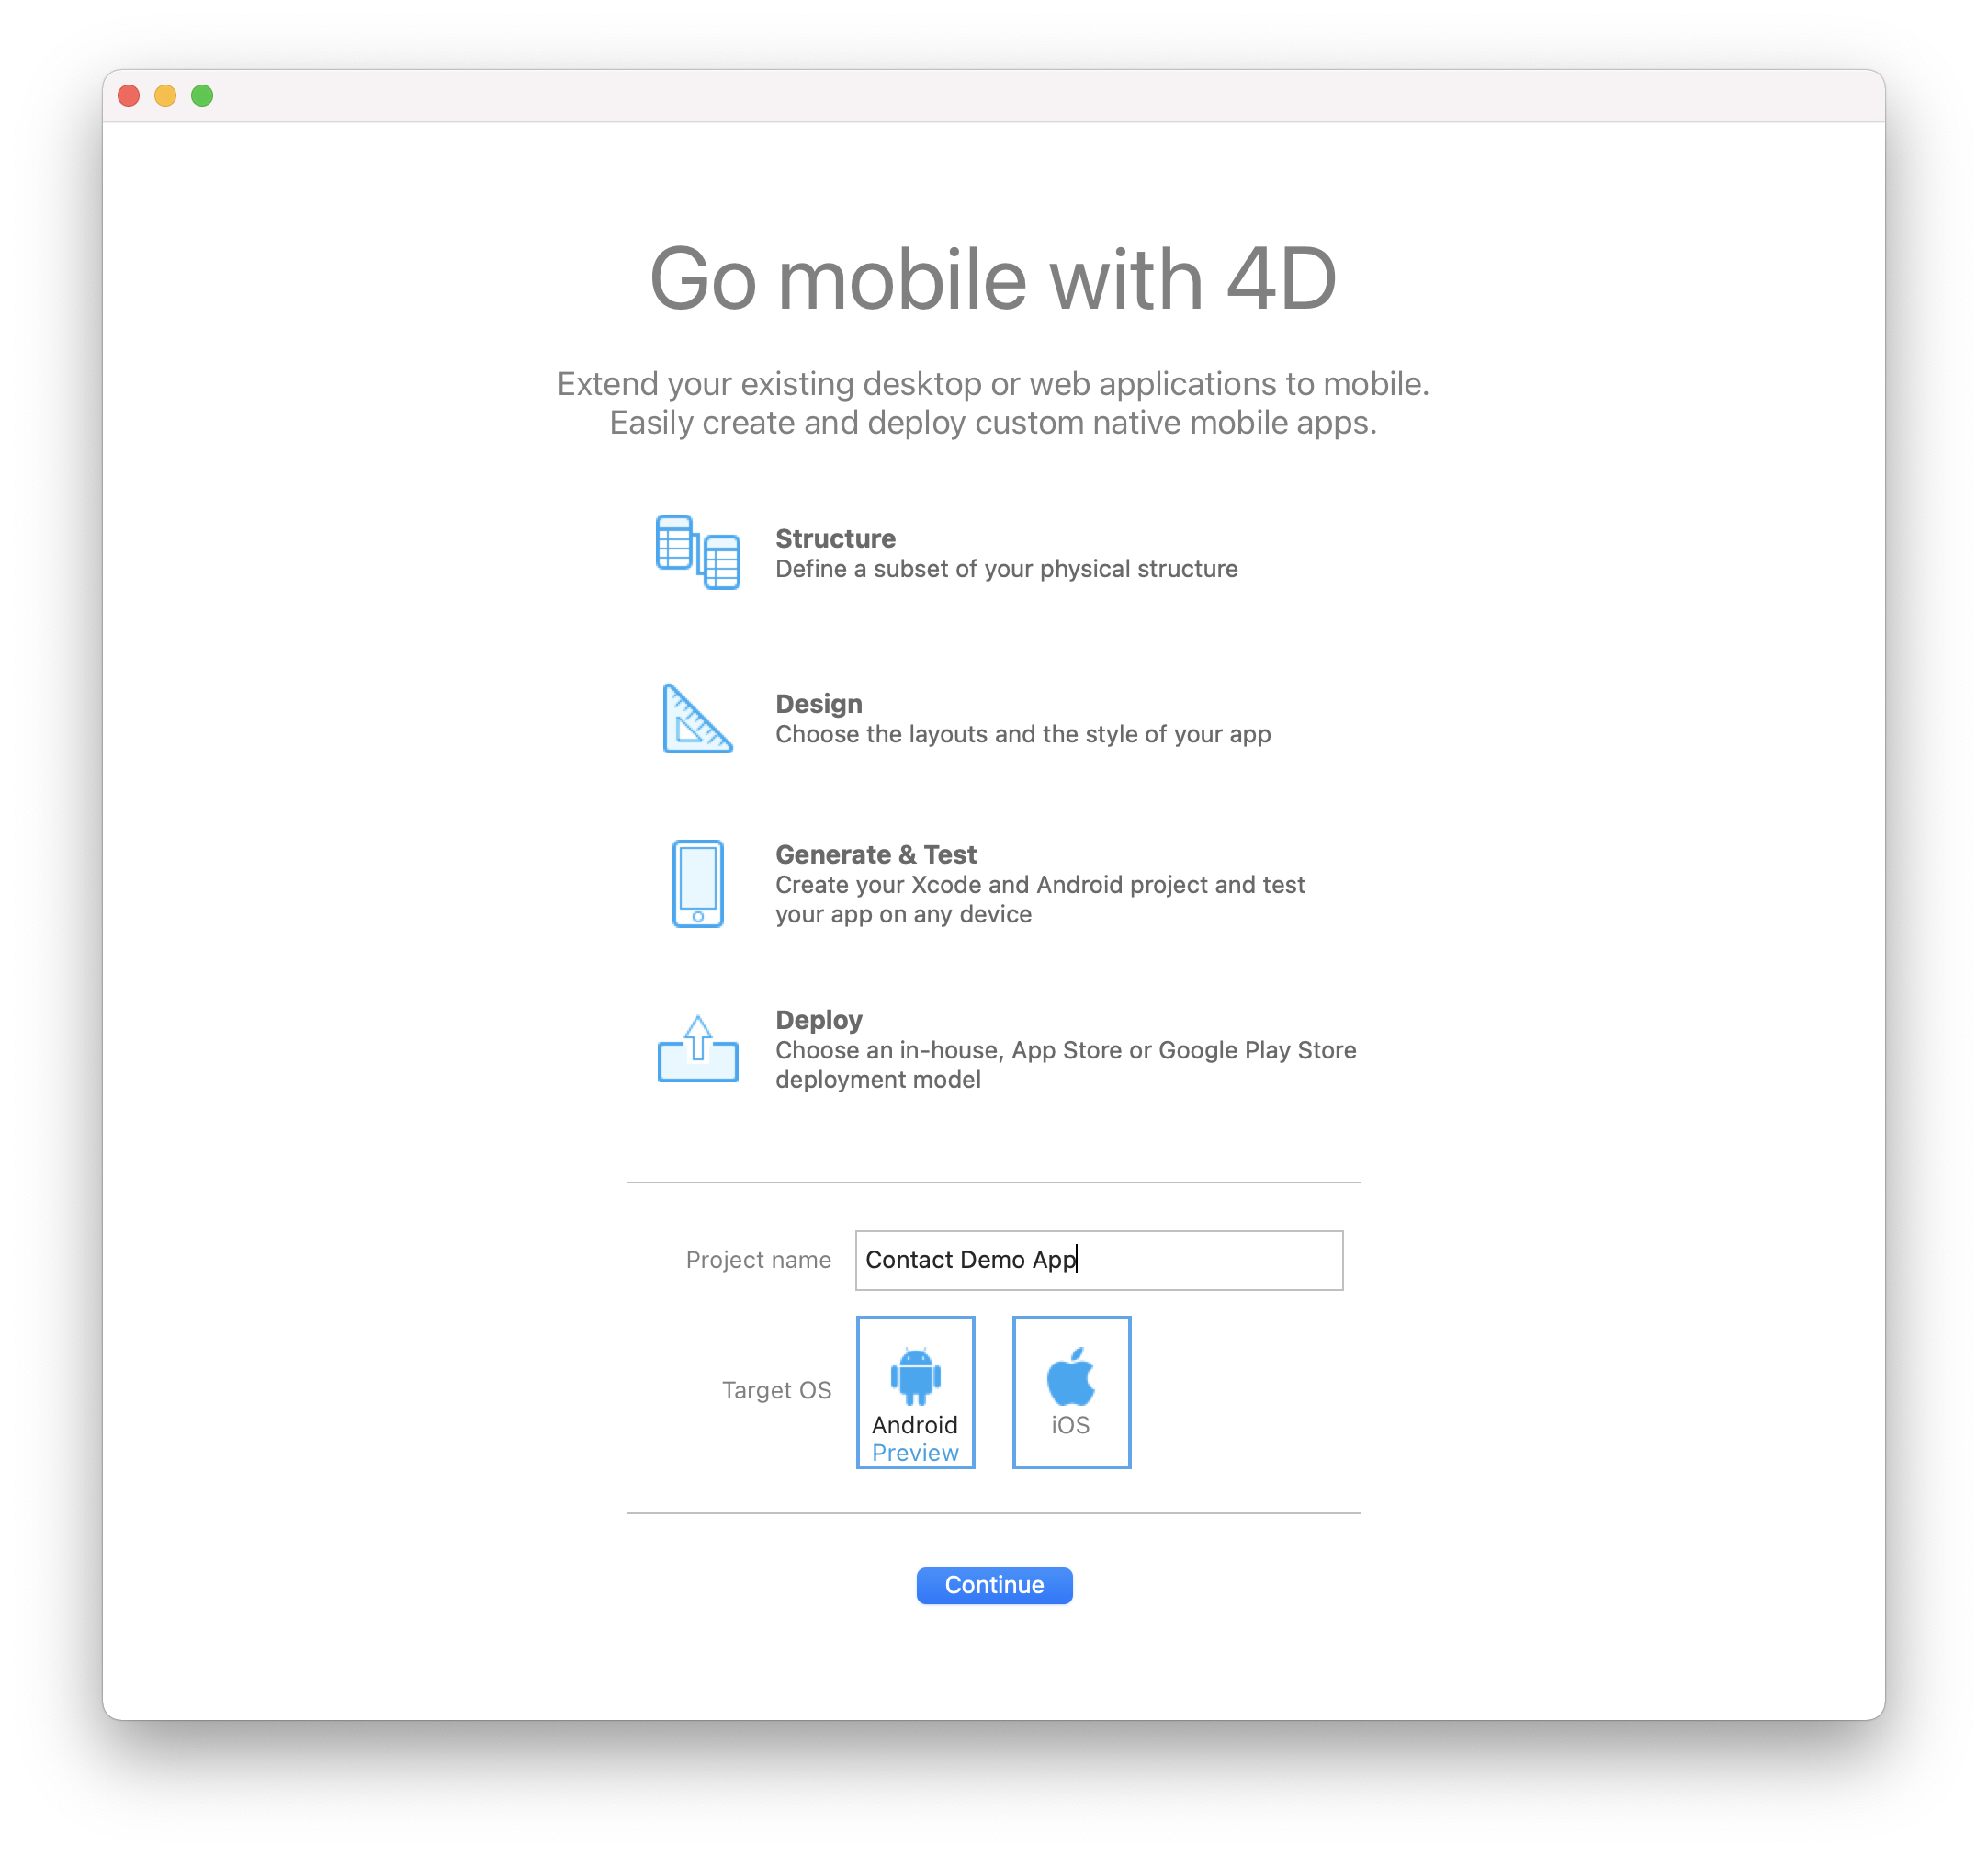 Go mobile with 4D
Extend your existing desktop or web applications to mobile.
Easily create and deploy custom native mobile apps.
Structure
Define a subset of your physical structure
Design
Choose the layouts and the style of your app
Generate & Test
Create your Xcode and Android project and test
your app on any device
Deploy
Choose an in-house, App Store or Google Play Store
deployment model
Project name
Contact Demo App
Target OS
Android
Preview
iOS
Continue